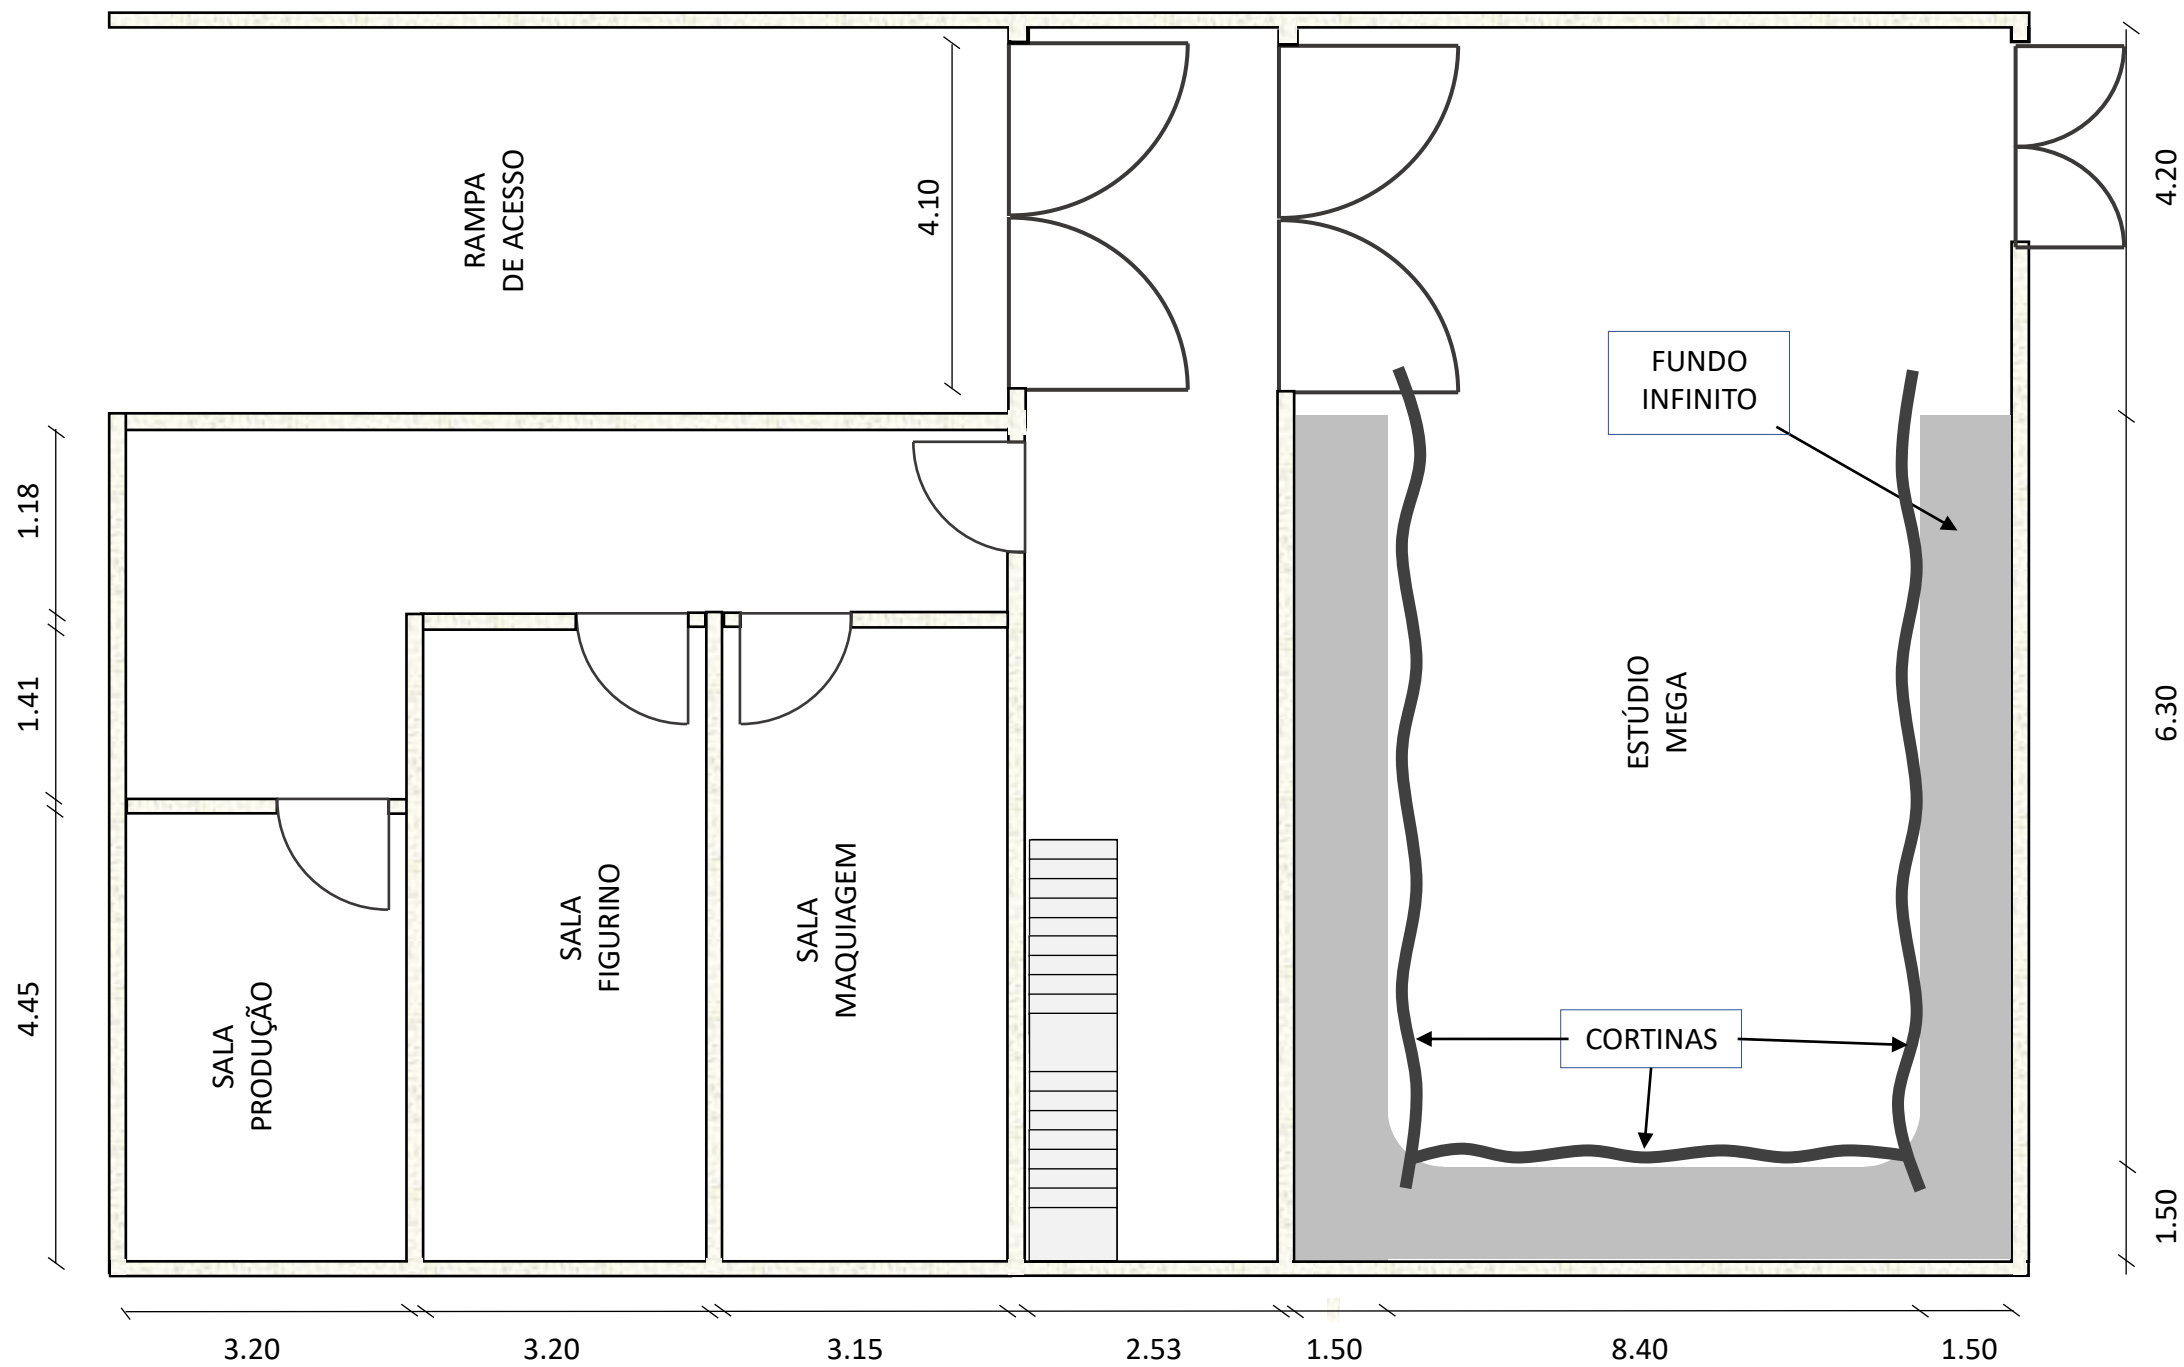 RAMPA
DE ACESSO
4.10
4.20
FUNDO
INFINITO
1.18
1.41
4.45
ESTÚDIO
MEGA
6.30
SALA
PRODUÇÃO
SALA
FIGURINO
SALA
MAQUIAGEM
CORTINAS
1.50
3.20
3.20
3.15
2.53
1.50
8.40
1.50